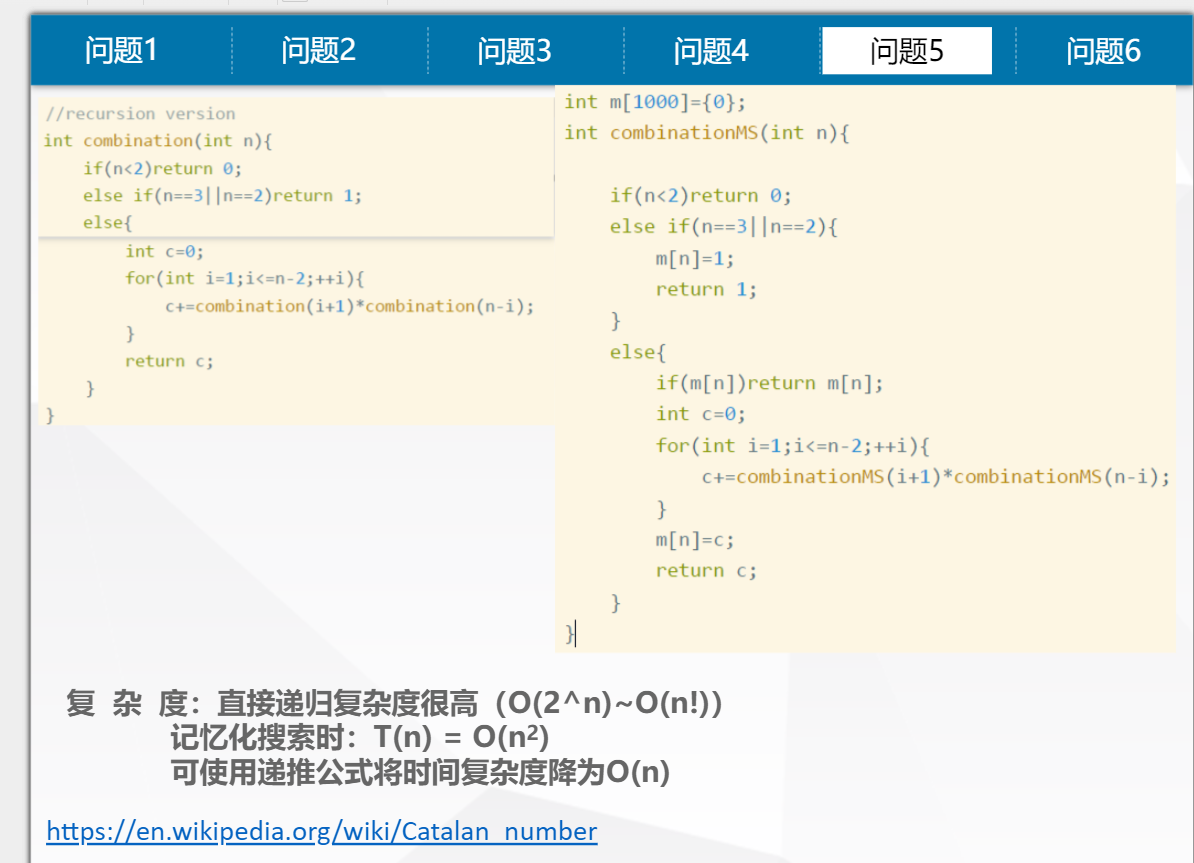 问题1 问题2 问题3 问题4 问题5 问题6
//recursion version
int combination(int n){
    if(n<2)return 0;
    else if(n==3||n==2)return 1;
    else{
        int c=0;
        for(int i=1;i<=n-2;++i){
            c+=combination(i+1)*combination(n-i);
        }
        return c;
    }
}
int m[1000]={0};
int combinationMS(int n){
    if(n<2)return 0;
    else if(n==3||n==2){
        m[n]=1;
        return 1;
    }
    else{
        if(m[n])return m[n];
        int c=0;
        for(int i=1;i<=n-2;++i){
            c+=combinationMS(i+1)*combinationMS(n-i);
        }
        m[n]=c;
        return c;
    }
}
复 杂 度：直接递归复杂度很高（O(2^n)~O(n!)）
记忆化搜索时：T(n) = O(n²)
可使用递推公式将时间复杂度降为O(n)
https://en.wikipedia.org/wiki/Catalan_number